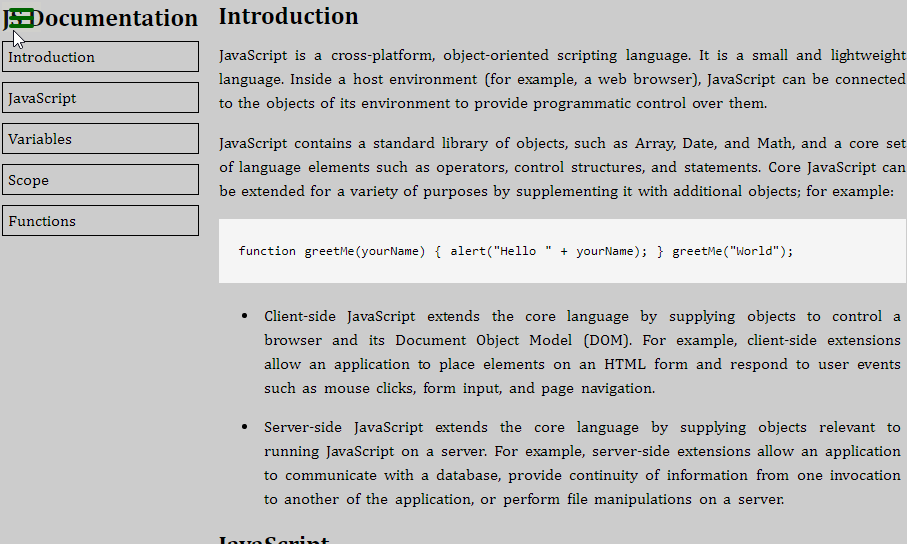 JS Documentation
Introduction
JavaScript
Variables
Scope
Functions
Introduction
JavaScript is a cross-platform, object-oriented scripting language. It is a small and lightweight
language. Inside a host environment (for example, a web browser), JavaScript can be connected
to the objects of its environment to provide programmatic control over them.
JavaScript contains a standard library of objects, such as Array, Date, and Math, and a core set
of language elements such as operators, control structures, and statements. Core JavaScript can
be extended for a variety of purposes by supplementing it with additional objects; for example:
function greetMe(yourName) { alert("Hello " + yourName); } greetMe("World");
• Client-side JavaScript extends the core language by supplying objects to control a
browser and its Document Object Model (DOM). For example, client-side extensions
allow an application to place elements on an HTML form and respond to user events
such as mouse clicks, form input, and page navigation.
• Server-side JavaScript extends the core language by supplying objects relevant to
running JavaScript on a server. For example, server-side extensions allow an application
to communicate with a database, provide continuity of information from one invocation
to another of the application, or perform file manipulations on a server.
JavaScript